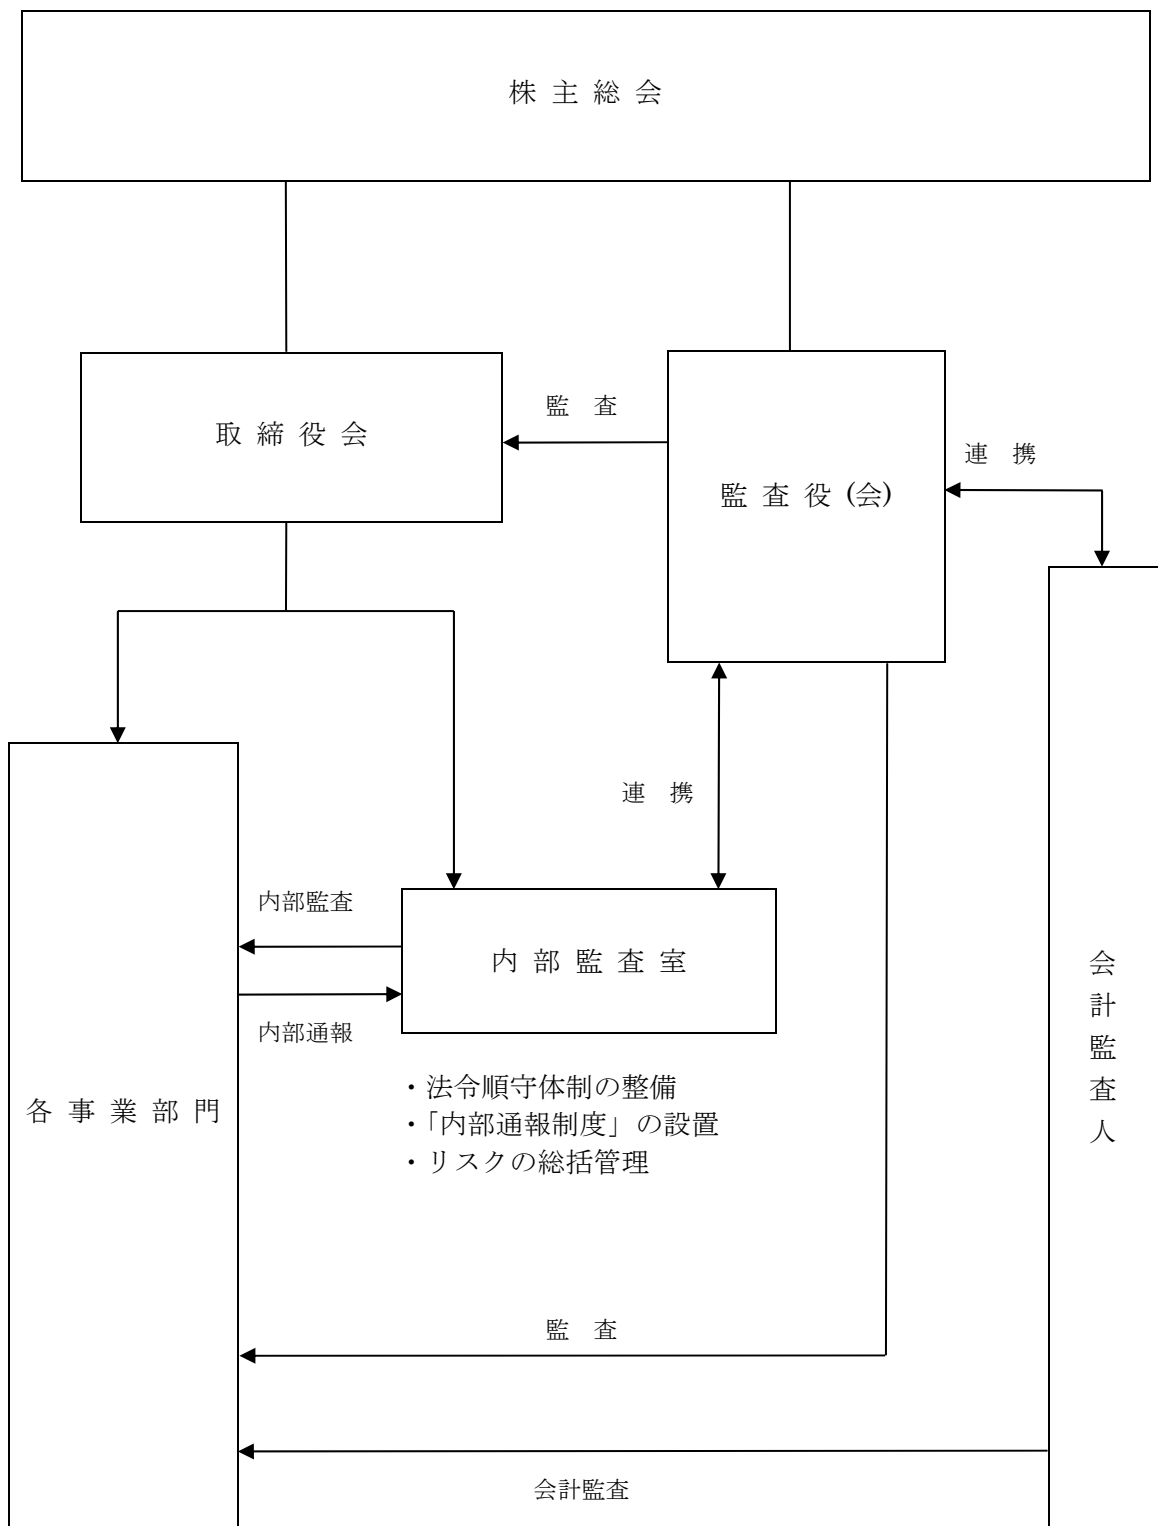 株 主 総 会
監　査
取 締 役 会
連　携
監 査 役 (会)
連　携
内部監査
内 部 監 査 室
内部通報
・法令順守体制の整備
・「内部通報制度」の設置
・リスクの総括管理
各 事 業 部 門
会
計
監
査
人
監　査
会計監査